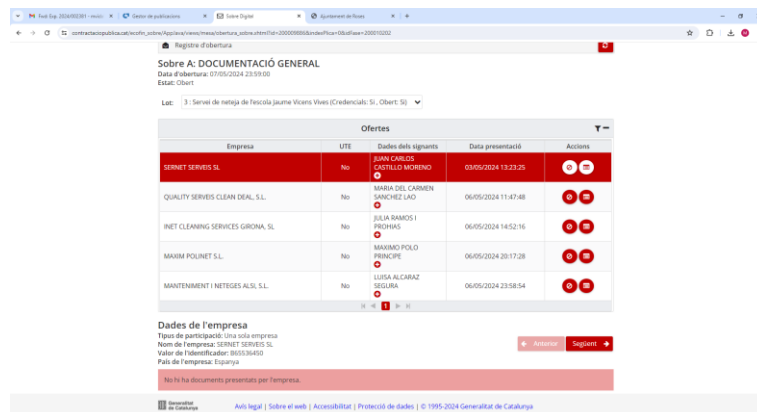 Fwd: Exp. 2024/002381 - enviti
Gestor de publicacions
Sobre Digital
Ajuntament de Roses
Registre d'obertura
Sobre A: DOCUMENTACIÓ GENERAL
Data d'obertura: 07/05/2024 23:59:00
Estat: Obert
Lot: 3 : Servei de neteja de l'escola Jaume Vicens Vives (Credencials: Si , Obert: Si)
Ofertes
Empresa UTE Dades dels signants Data presentació Accions
SERNET SERVEIS SL No JUAN CARLOS CASTILLO MORENO 03/05/2024 13:23:25
QUALITY SERVEIS CLEAN DEAL, S.L. No MARIA DEL CARMEN SANCHEZ LAO 06/05/2024 11:47:48
INET CLEANING SERVICES GIRONA, SL No JULIA RAMOS I PROHIAS 06/05/2024 14:52:16
MAXIM POLINET S.L. No MAXIMO POLO PRINCIPE 06/05/2024 20:17:28
MANTENIMENT I NETEGES ALSI, S.L. No LUISA ALCARAZ SEGURA 06/05/2024 23:58:54
1
Dades de l'empresa
Tipus de participació: Una sola empresa
Nom de l'empresa: SERNET SERVEIS SL
Valor de l'identificador: B65536450
País de l'empresa: Espanya
Anterior Següent
No hi ha documents presentats per l'empresa.
Generalitat de Catalunya
Avís legal | Sobre el web | Accessibilitat | Protecció de dades | © 1995-2024 Generalitat de Catalunya